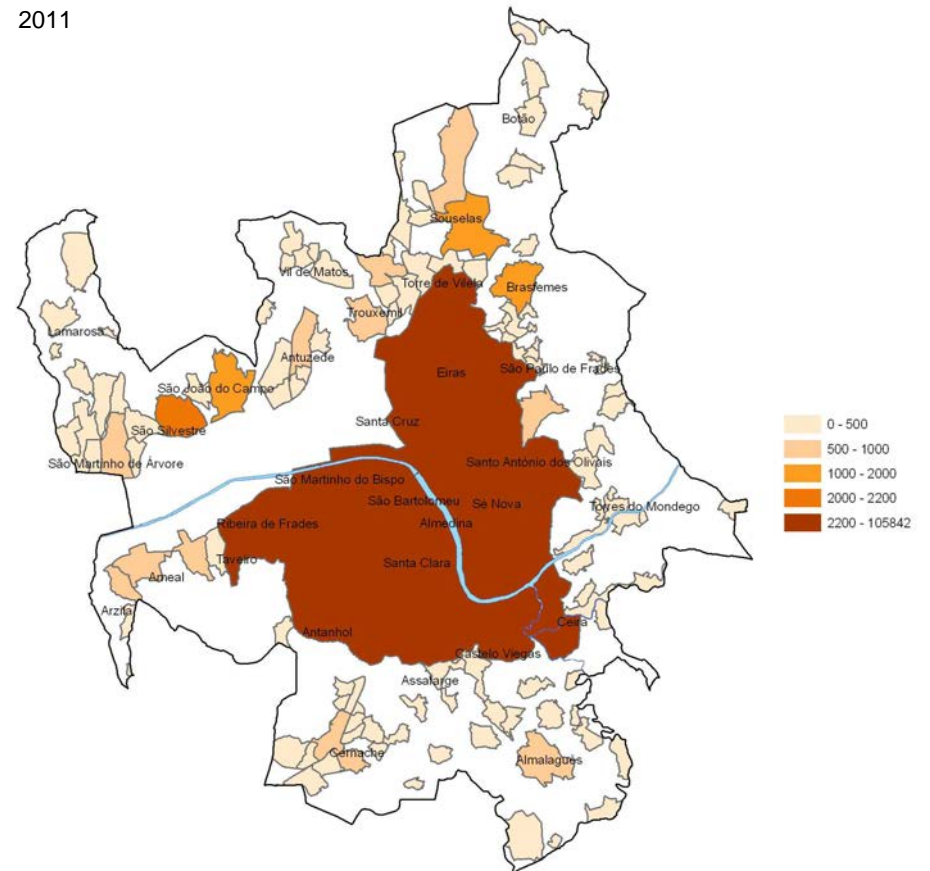 2011
Botão
Souselas
Vil de Matos
Torre de Vilela
Brasfemes
Trouxemil
Lamarosa
Antuzede
São Paulo de Frades
Eiras
São João do Campo
Santa Cruz
São Silvestre
São Martinho de Árvore
Santo António dos Olivais
São Martinho do Bispo
São Bartolomeu
Sé Nova
Torres do Mondego
Ribeira de Frades
Almedina
Taveiro
Santa Clara
Ameal
Arzila
Ceira
Antanhol
Castelo Viegas
Assafarge
Cernache
Almalaguês
0 - 500
500 - 1000
1000 - 2000
2000 - 2200
2200 - 105842